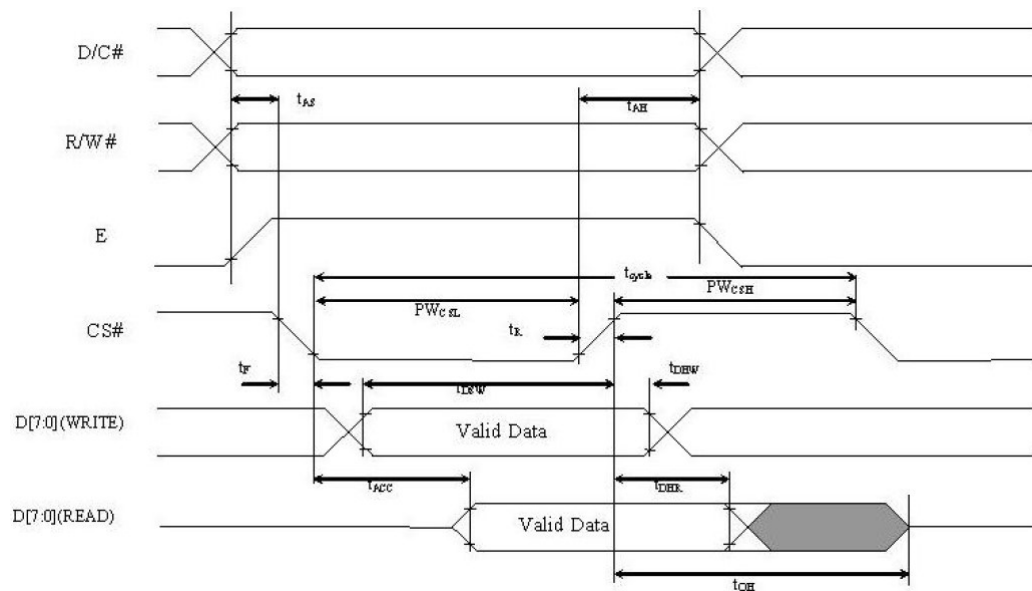 D/C#
tAS
tAH
R/W#
E
tcycle
PWCSL
PWCSH
CS#
tR
tF
tDSW
tDHW
D[7:0](WRITE)
Valid Data
tACC
tDHR
D[7:0](READ)
Valid Data
tOH